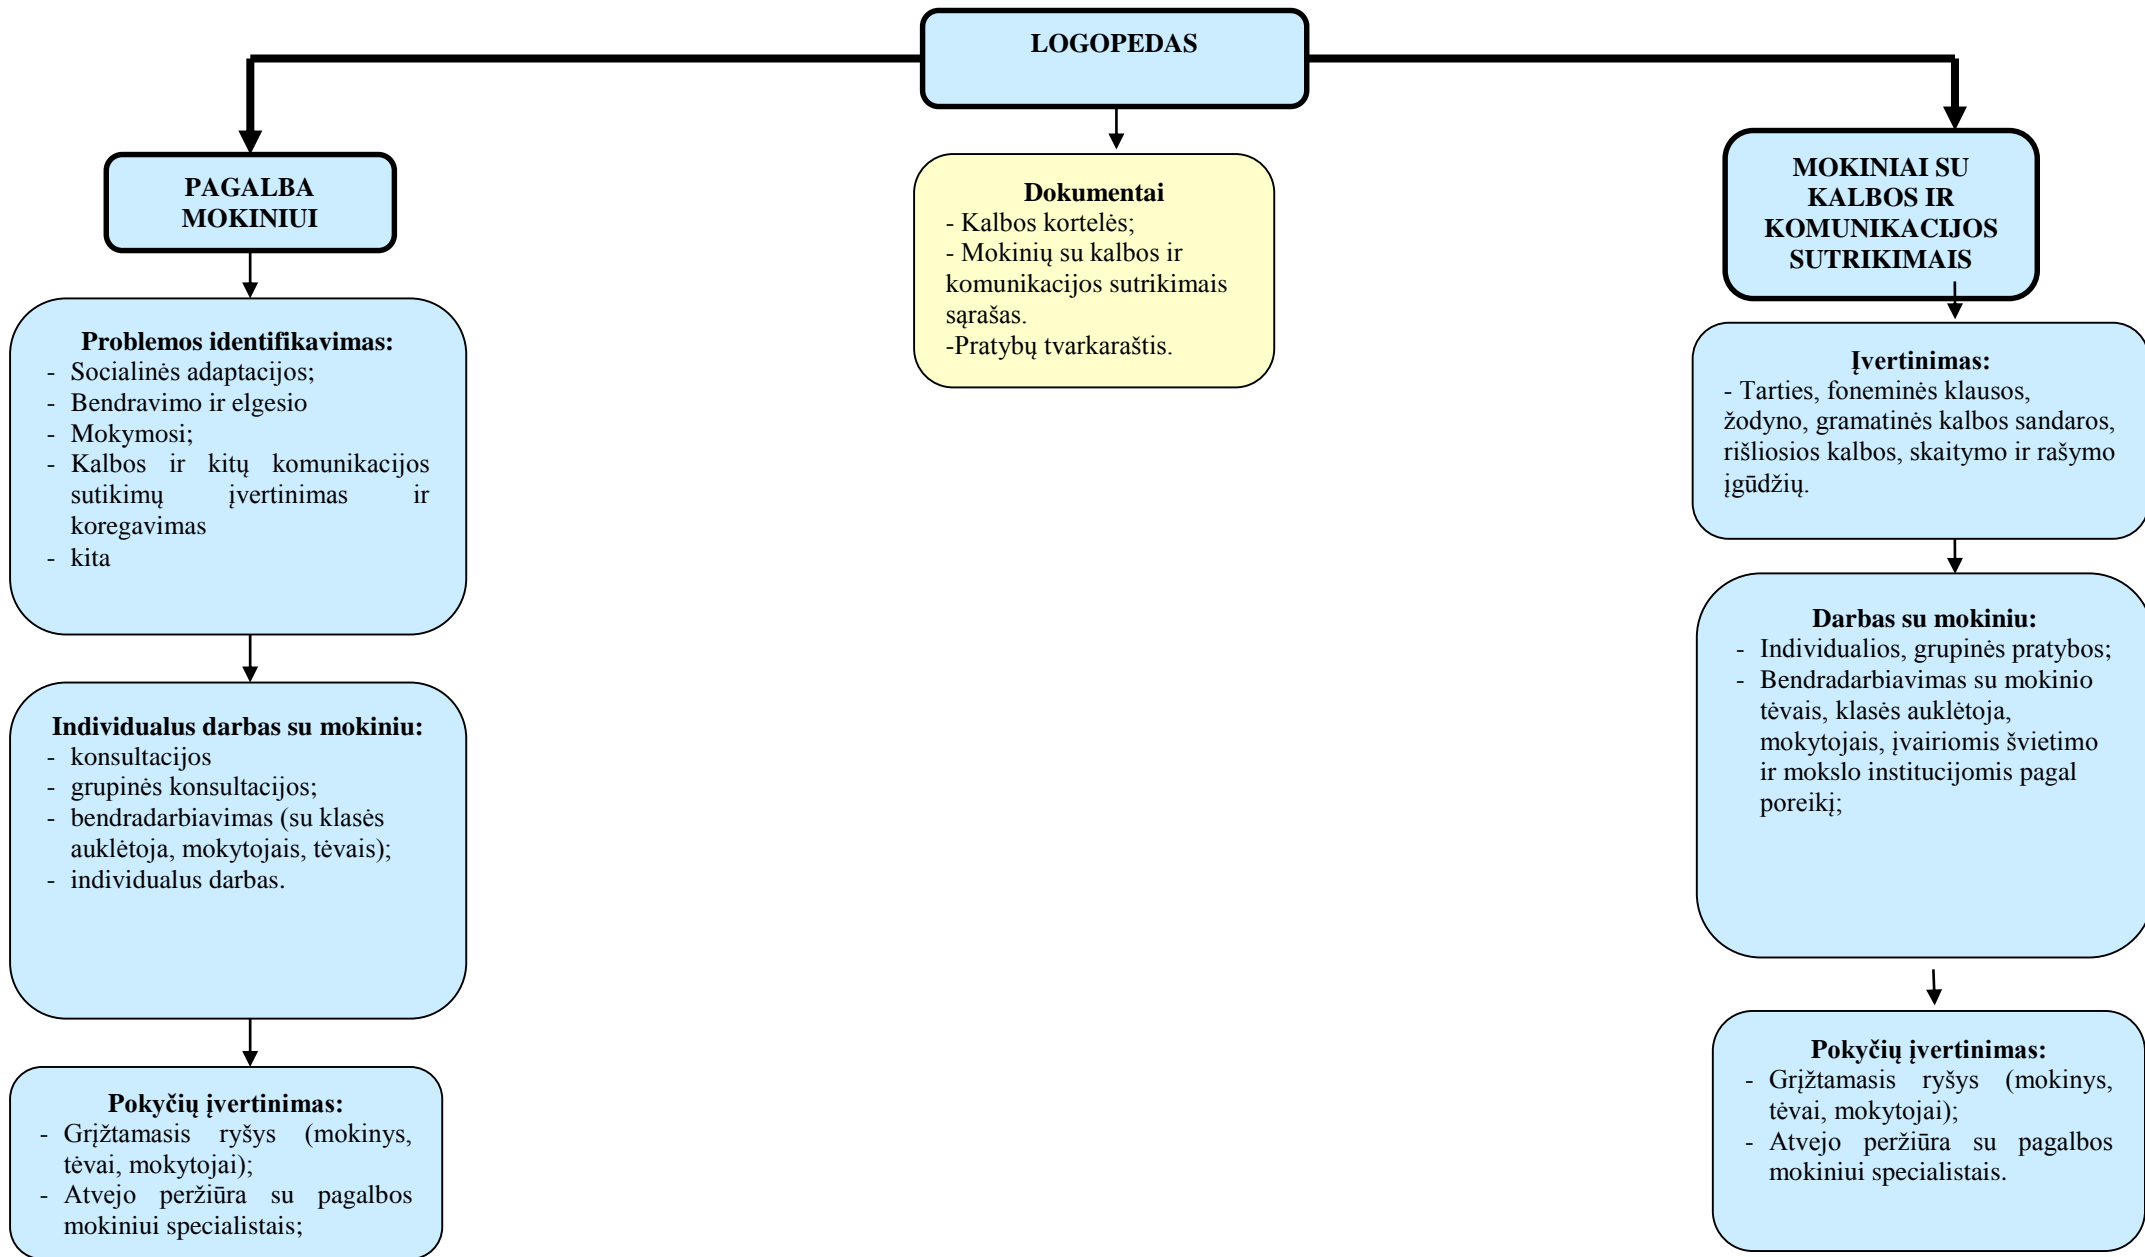 LOGOPEDAS
PAGALBA
MOKINIUI
Problemos identifikavimas:
- Socialinės adaptacijos;
- Bendravimo ir elgesio
- Mokymosi;
- Kalbos ir kitų komunikacijos
sutikimų įvertinimas ir
koregavimas
- kita
Individualus darbas su mokiniu:
- konsultacijos
- grupinės konsultacijos;
- bendradarbiavimas (su klasės
auklėtoja, mokytojais, tėvais);
- individualus darbas.
Pokyčių įvertinimas:
- Grįžtamasis ryšys (mokinys,
tėvai, mokytojai);
- Atvejo peržiūra su pagalbos
mokiniui specialistais;
Dokumentai
- Kalbos kortelės;
- Mokinių su kalbos ir
komunikacijos sutrikimais
sąrašas.
-Pratybų tvarkaraštis.
MOKINIAI SU
KALBOS IR
KOMUNIKACIJOS
SUTRIKIMAIS
Įvertinimas:
- Tarties, foneminės klausos,
žodyno, gramatinės kalbos sandaros,
rišliosios kalbos, skaitymo ir rašymo
įgūdžių.
Darbas su mokiniu:
- Individualios, grupinės pratybos;
- Bendradarbiavimas su mokinio
tėvais, klasės auklėtoja,
mokytojais, įvairiomis švietimo
ir mokslo institucijomis pagal
poreikį;
Pokyčių įvertinimas:
- Grįžtamasis ryšys (mokinys,
tėvai, mokytojai);
- Atvejo peržiūra su pagalbos
mokiniui specialistais.